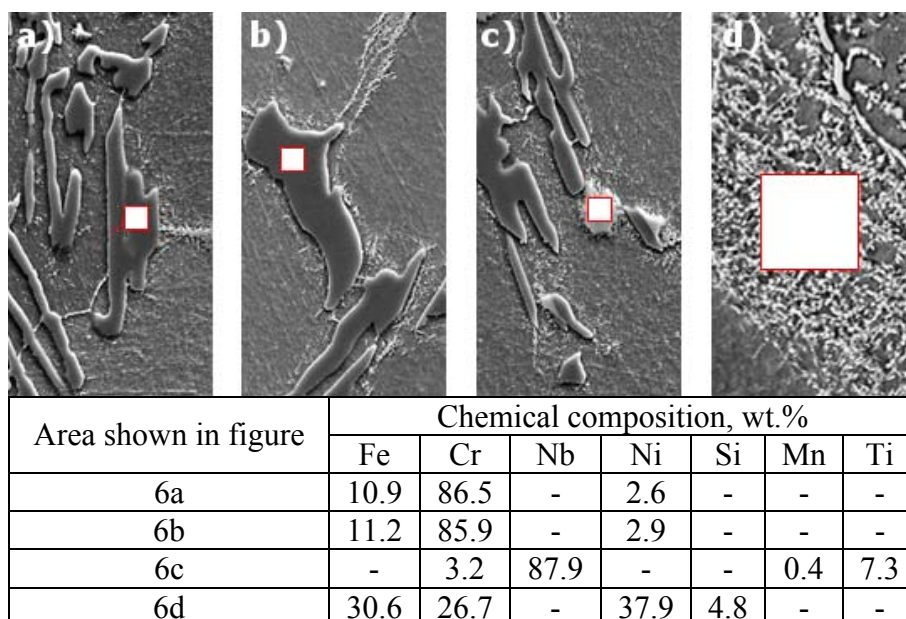 a) b) c) d)
Area shown in figure Chemical composition, wt.%
Fe Cr Nb Ni Si Mn Ti
6a 10.9 86.5 - 2.6 - - -
6b 11.2 85.9 - 2.9 - - -
6c - 3.2 87.9 - - 0.4 7.3
6d 30.6 26.7 - 37.9 4.8 - -